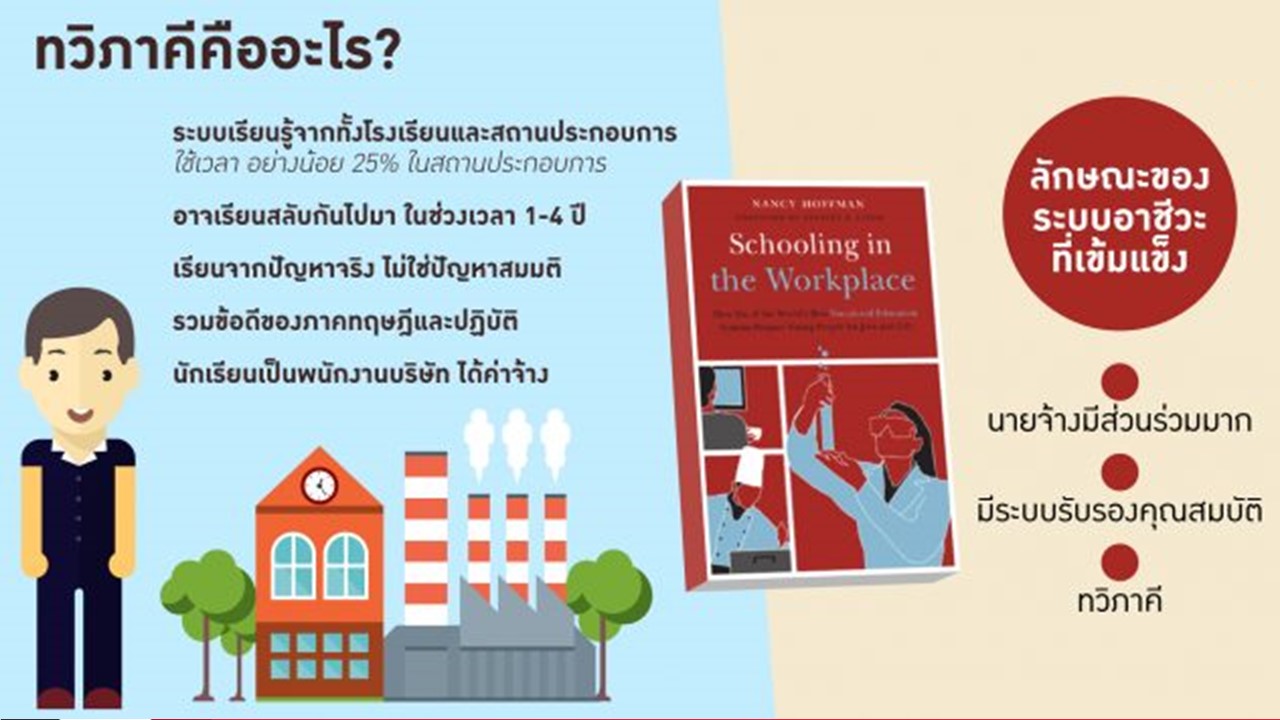 ทวิภาคีคืออะไร?
ระบบเรียนรู้จากทั้งโรงเรียนและสถานประกอบการ
ใช้เวลา อย่างน้อย 25% ในสถานประกอบการ
อาจเรียนสลับกันไปมา ในช่วงเวลา 1-4 ปี
เรียนจากปัญหาจริง ไม่ใช่ปัญหาสมมติ
รวมข้อดีของภาคทฤษฎีและปฏิบัติ
นักเรียนเป็นพนักงานบริษัท ได้ค่าจ้าง
NANCY HOFFMAN
Schooling in
the Workplace
ลักษณะของ
ระบบอาชีวะ
ที่เข้มแข็ง
นายจ้างมีส่วนร่วมมาก
มีระบบรับรองคุณสมบัติ
ทวิภาคี